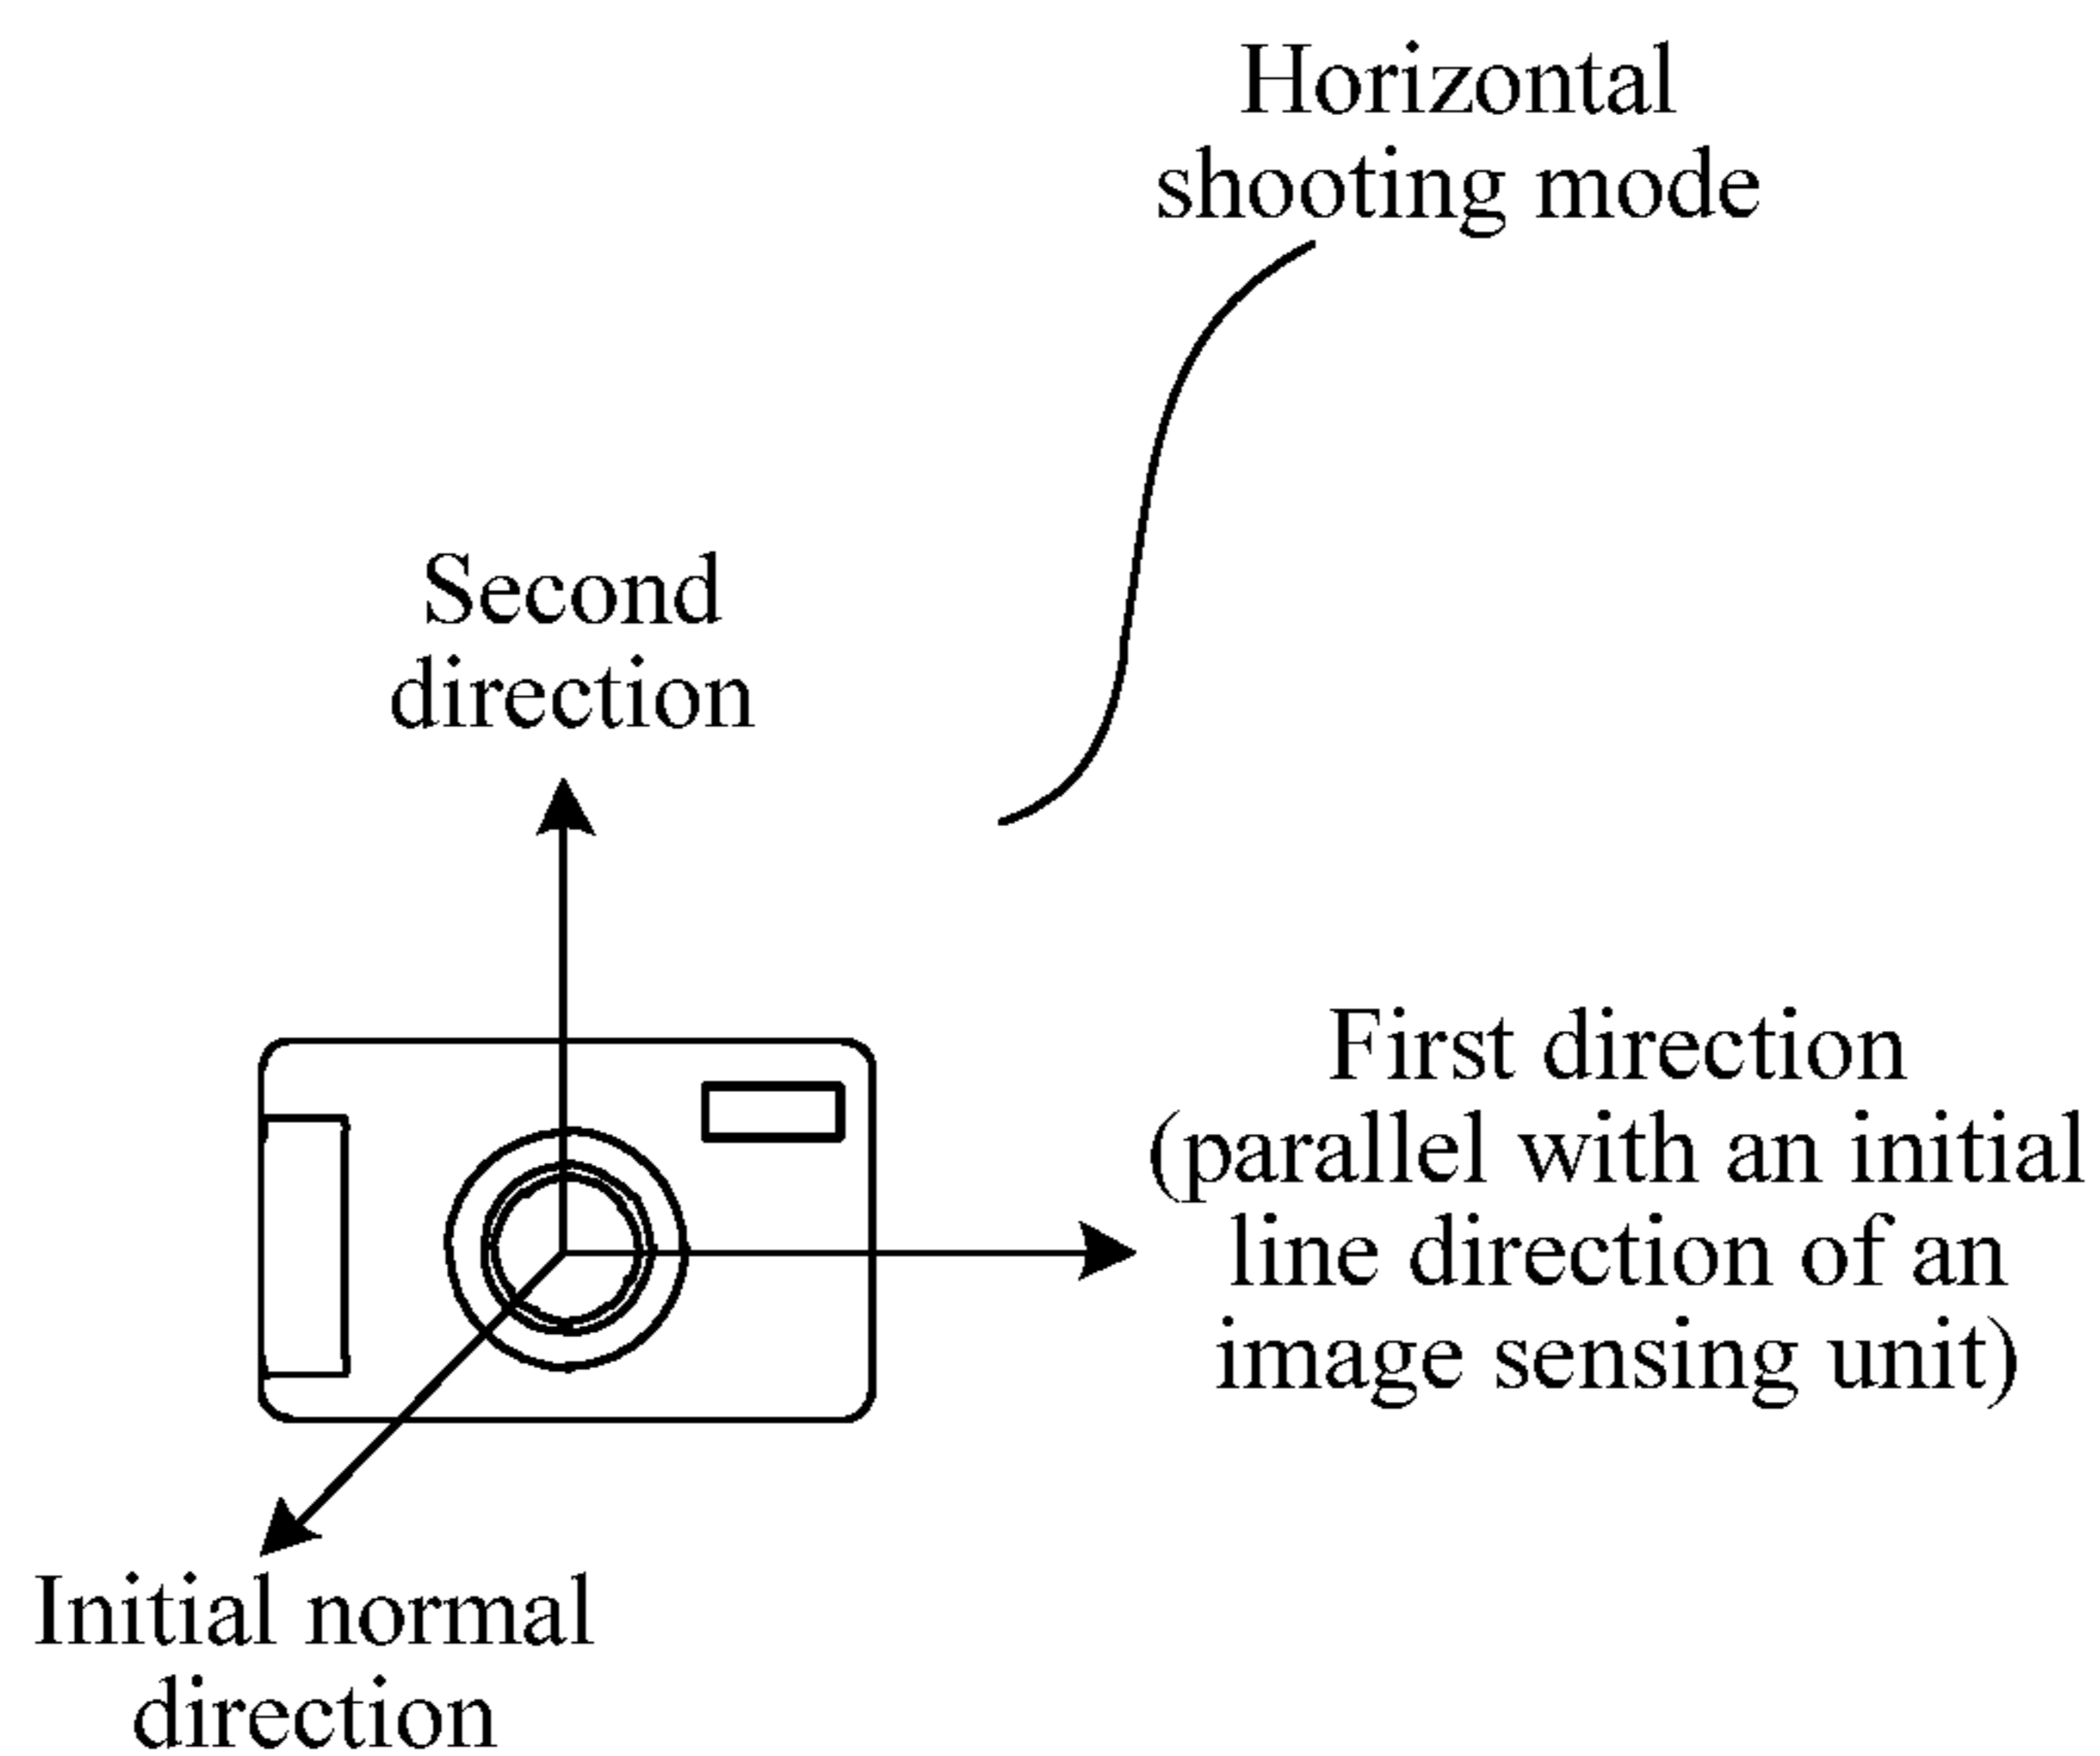 Horizontal
shooting mode
Second
direction
First direction
(parallel with an initial
line direction of an
image sensing unit)
Initial normal
direction